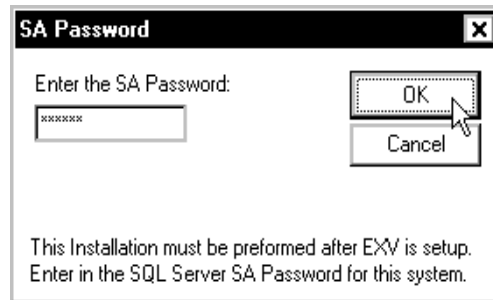 SA Password
Enter the SA Password:
xxxxxx
OK
Cancel
This Installation must be preformed after EXV is setup.
Enter in the SQL Server SA Password for this system.